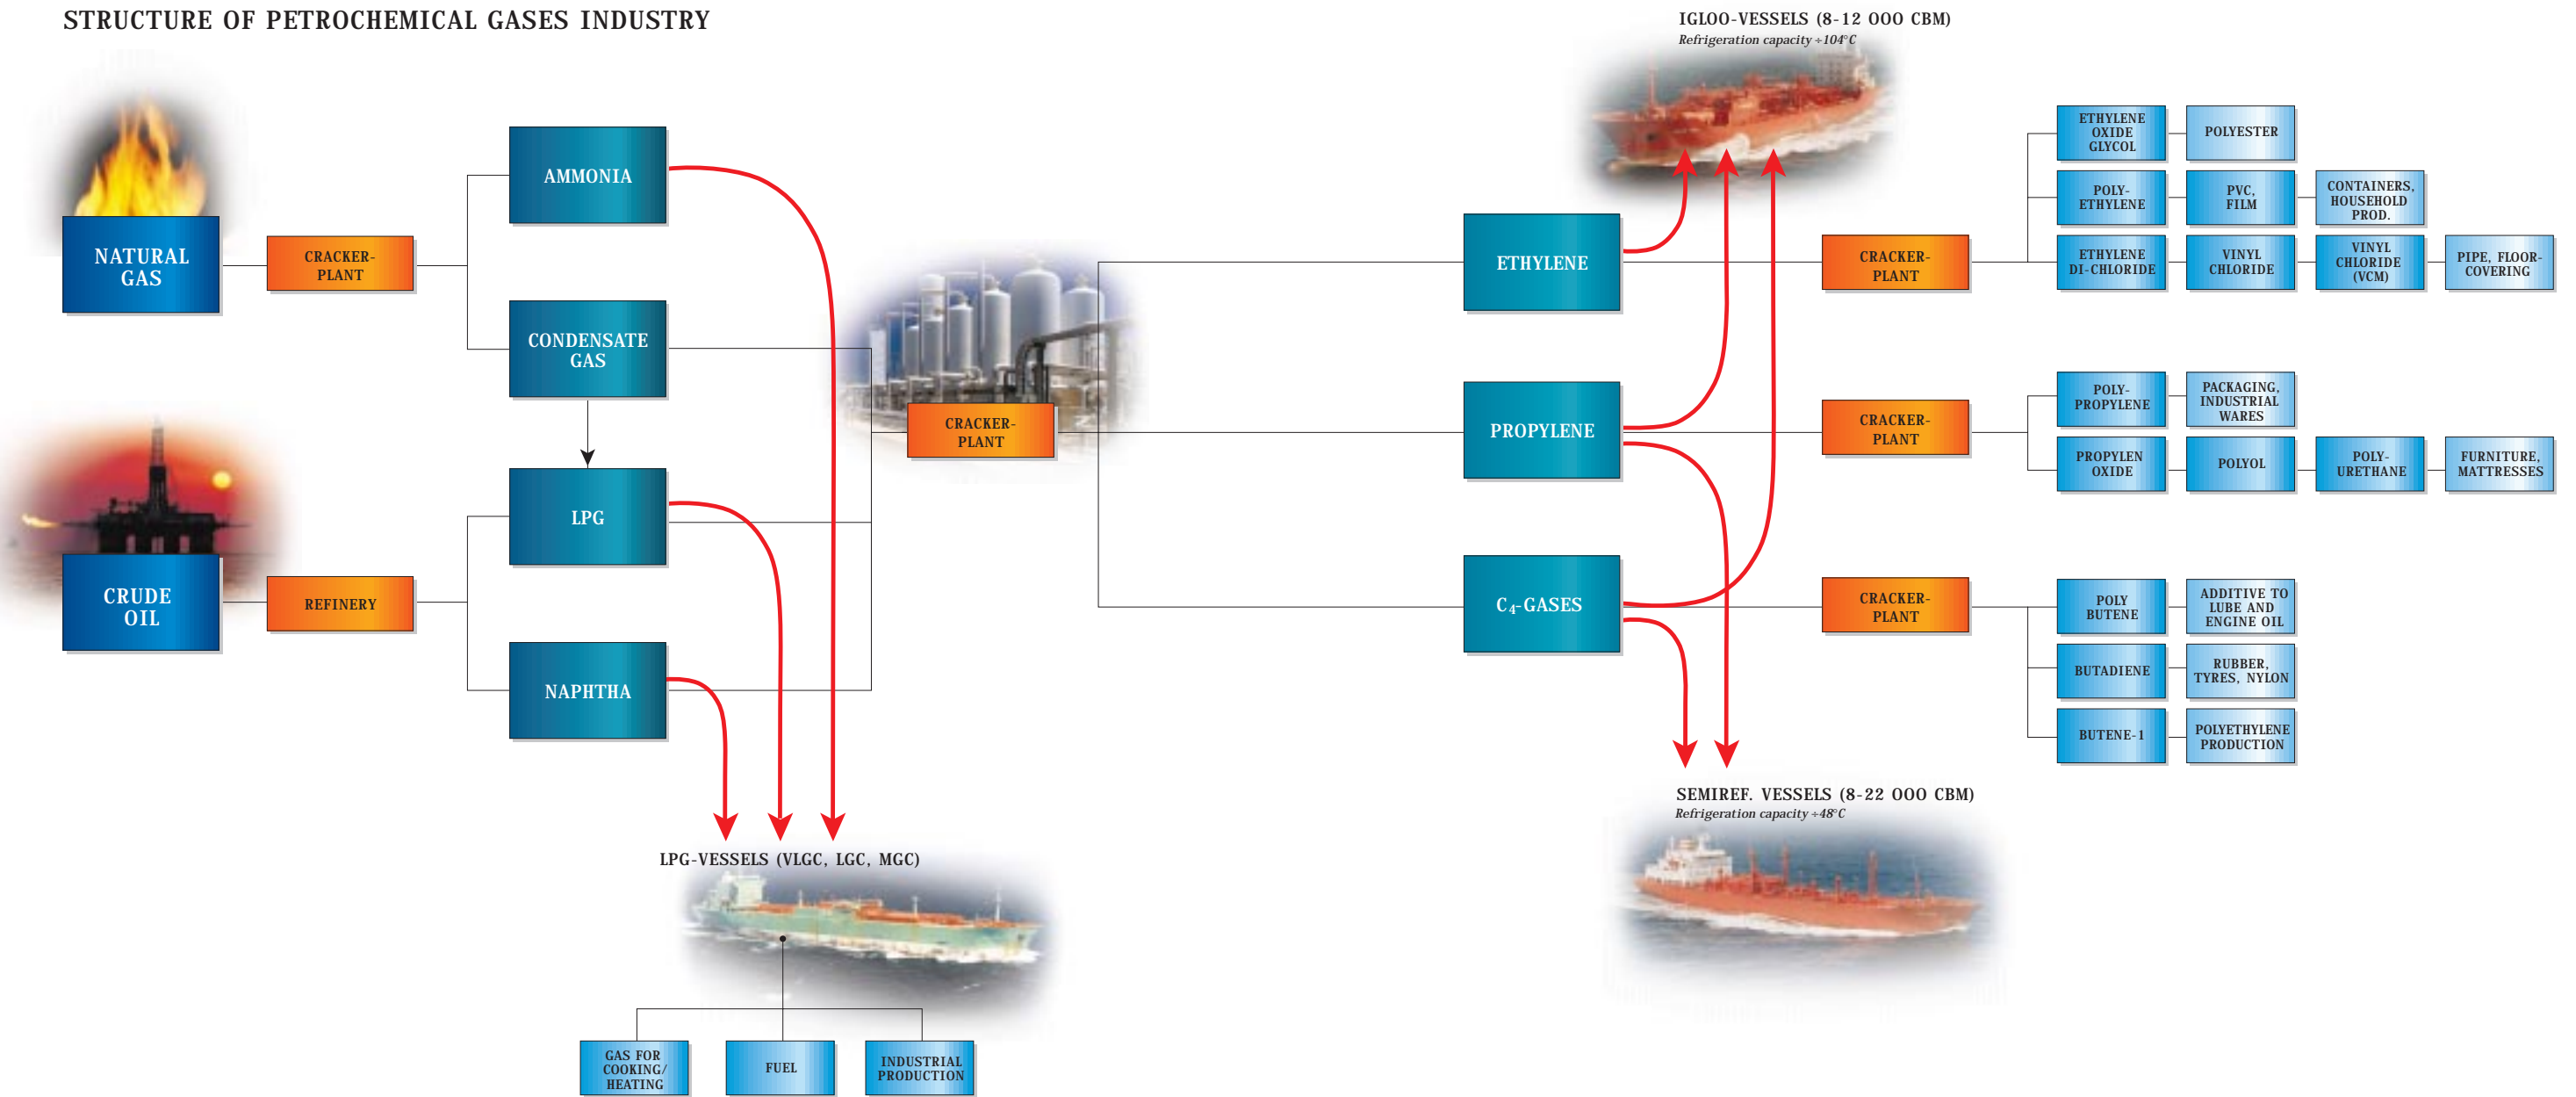 STRUCTURE OF PETROCHEMICAL GASES INDUSTRY
IGLOO-VESSELS (8-12 OOO CBM)
Refrigeration capacity ÷104°C
NATURAL
GAS
CRACKER-
PLANT
AMMONIA
CONDENSATE
GAS
CRUDE
OIL
REFINERY
LPG
NAPHTHA
CRACKER-
PLANT
LPG-VESSELS (VLGC, LGC, MGC)
GAS FOR
COOKING/
HEATING
FUEL
INDUSTRIAL
PRODUCTION
ETHYLENE
CRACKER-
PLANT
ETHYLENE
OXIDE
GLYCOL
POLYESTER
POLY-
ETHYLENE
PVC,
FILM
CONTAINERS,
HOUSEHOLD
PROD.
ETHYLENE
DI-CHLORIDE
VINYL
CHLORIDE
VINYL
CHLORIDE
(VCM)
PIPE, FLOOR-
COVERING
PROPYLENE
CRACKER-
PLANT
POLY-
PROPYLENE
PACKAGING,
INDUSTRIAL
WARES
PROPYLEN
OXIDE
POLYOL
POLY-
URETHANE
FURNITURE,
MATTRESSES
C₄-GASES
CRACKER-
PLANT
POLY
BUTENE
ADDITIVE TO
LUBE AND
ENGINE OIL
BUTADIENE
RUBBER,
TYRES, NYLON
BUTENE-1
POLYETHYLENE
PRODUCTION
SEMIREF. VESSELS (8-22 OOO CBM)
Refrigeration capacity ÷48°C